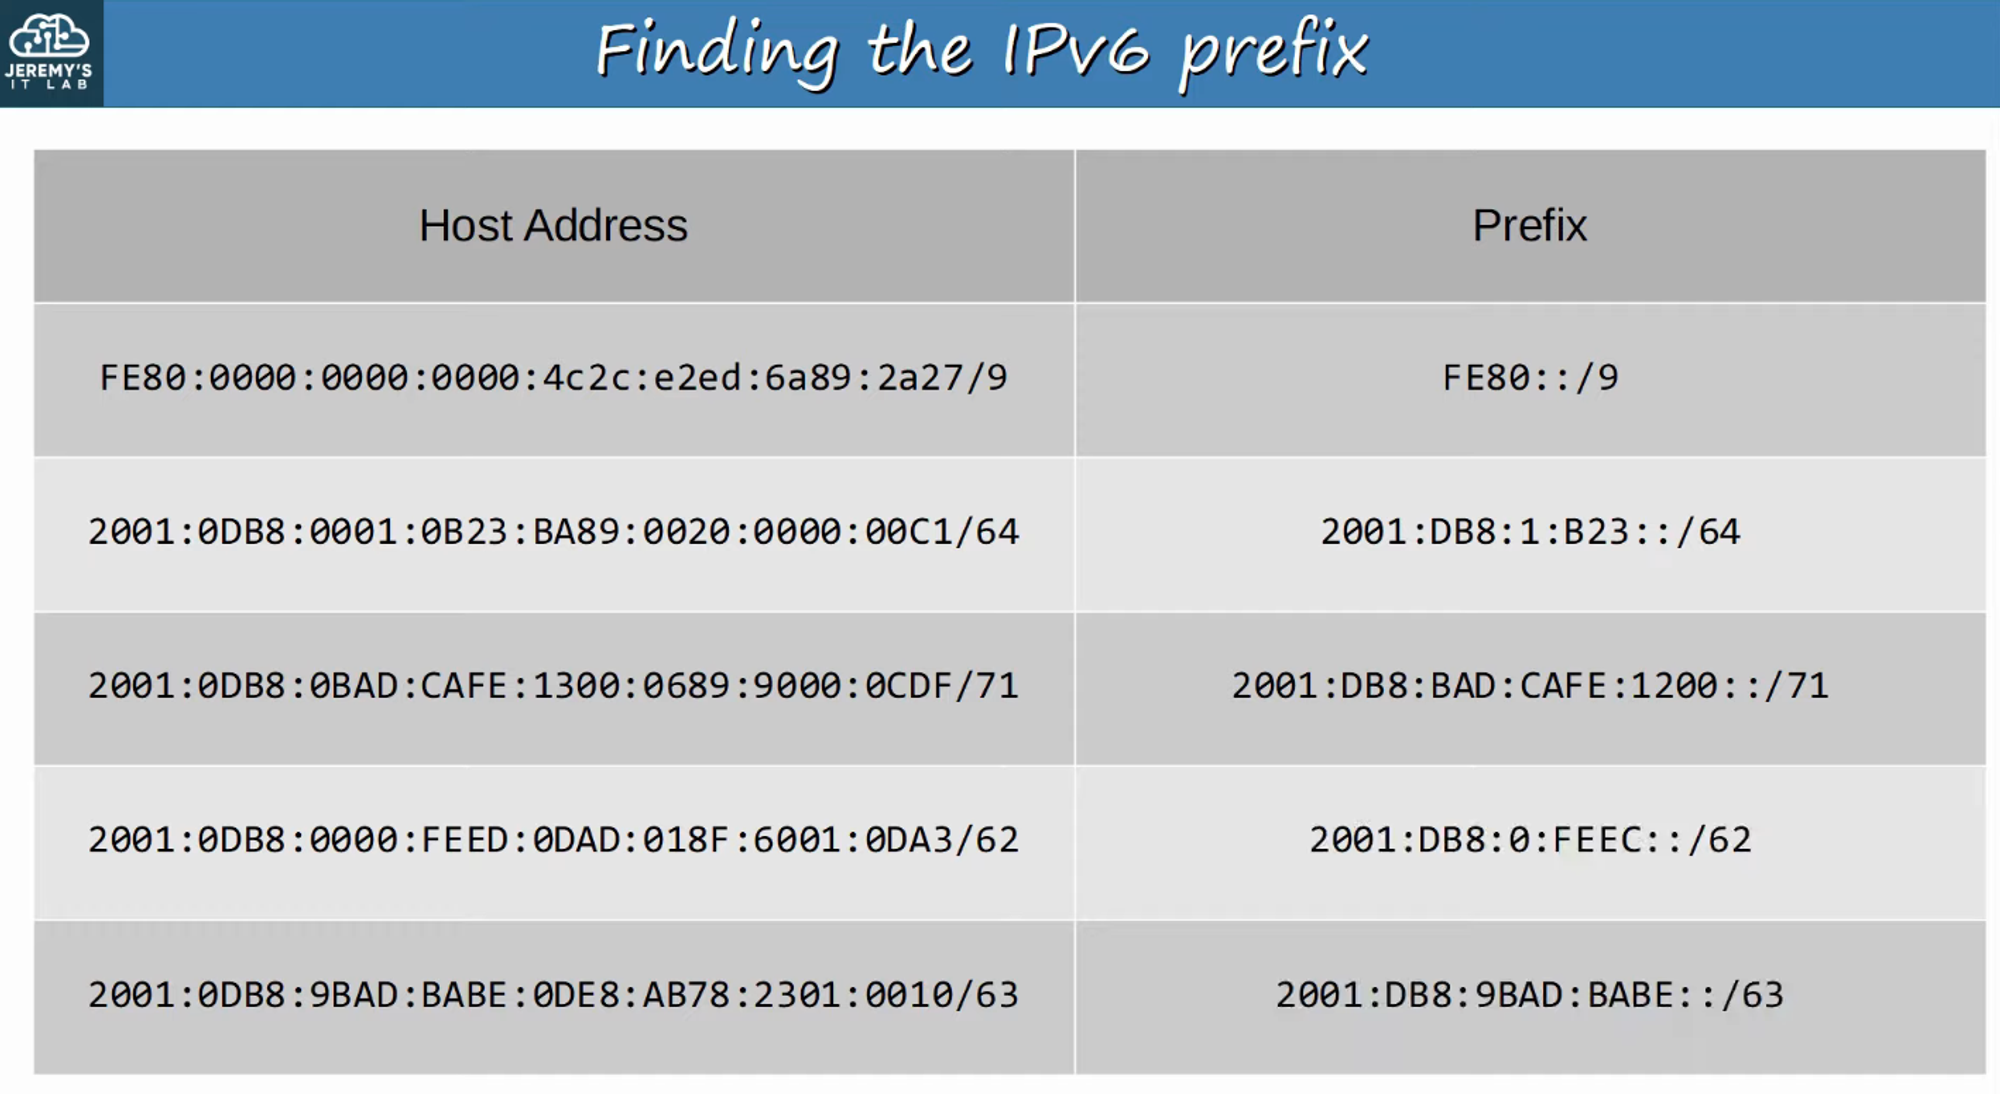 JEREMY'S
IT LAB
Finding the IPv6 prefix
Host Address
Prefix
FE80:0000:0000:0000:4c2c:e2ed:6a89:2a27/9
FE80::/9
2001:0DB8:0001:0B23:BA89:0020:0000:00C1/64
2001:DB8:1:B23::/64
2001:0DB8:0BAD:CAFE:1300:0689:9000:0CDF/71
2001:DB8:BAD:CAFE:1200::/71
2001:0DB8:0000:FEED:0DAD:018F:6001:0DA3/62
2001:DB8:0:FEEC::/62
2001:0DB8:9BAD:BABE:0DE8:AB78:2301:0010/63
2001:DB8:9BAD:BABE::/63